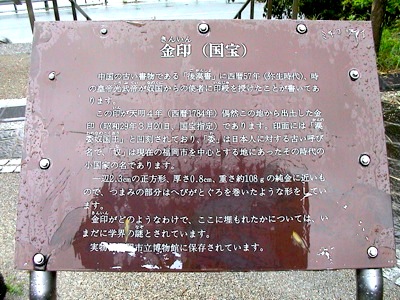 きんいん
金印（国宝）
中国の古い書物である「後漢書」に西暦57年（弥生時代）、時
の皇帝光武帝が奴国からの使者に印綬を授けたことが書いてあ
ります。
この印が天明4年（西暦1784年）偶然この畑から出土した金
印（昭和29年3月20日、国宝指定）であります。印面には「漢
委奴国王」と凹刻されており、「委」は日本人に対する古い呼び
名で「奴」は現在の福岡市を中心とする地にあったその時代の
小国家の名であります。
一辺2.3cmの正方形、厚さ0.8cm、重さ約108gの純金に近いも
ので、つまみの部分はへびがとぐろを巻いたような形をしてい
ます。
きんいん
金印がどのようなわけで、ここに埋もれたかについては、い
まだに学界の謎とされています。
実物 市立博物館に保存されています。